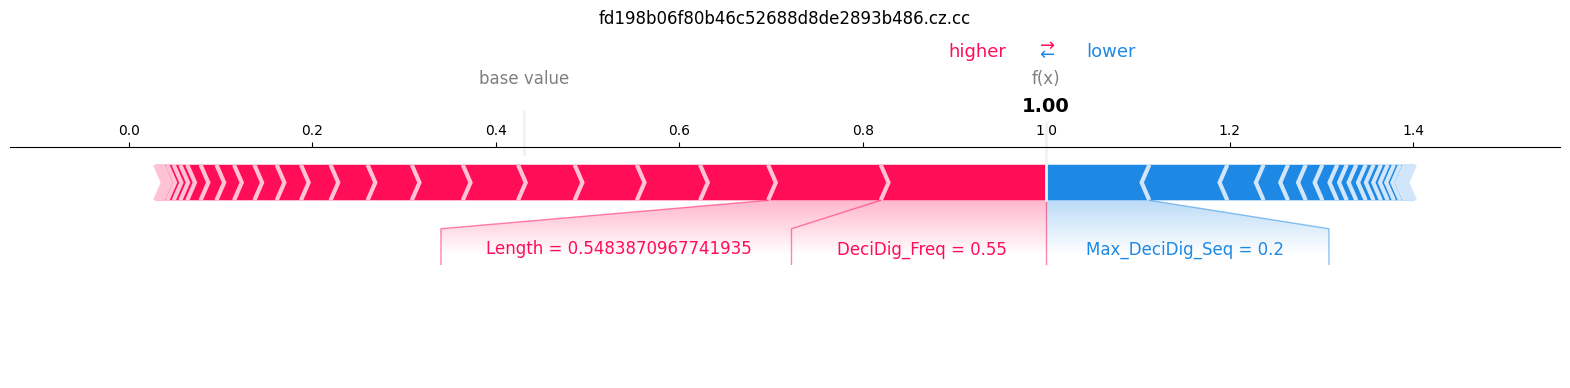 fd198b06f80b46c52688d8de2893b486.cz.cc
higher ⇄ lower
base value f(x)
1.00
0.0 0.2 0.4 0.6 0.8 1.0 1.2 1.4
Length = 0.5483870967741935 DeciDig_Freq = 0.55 Max_DeciDig_Seq = 0.2